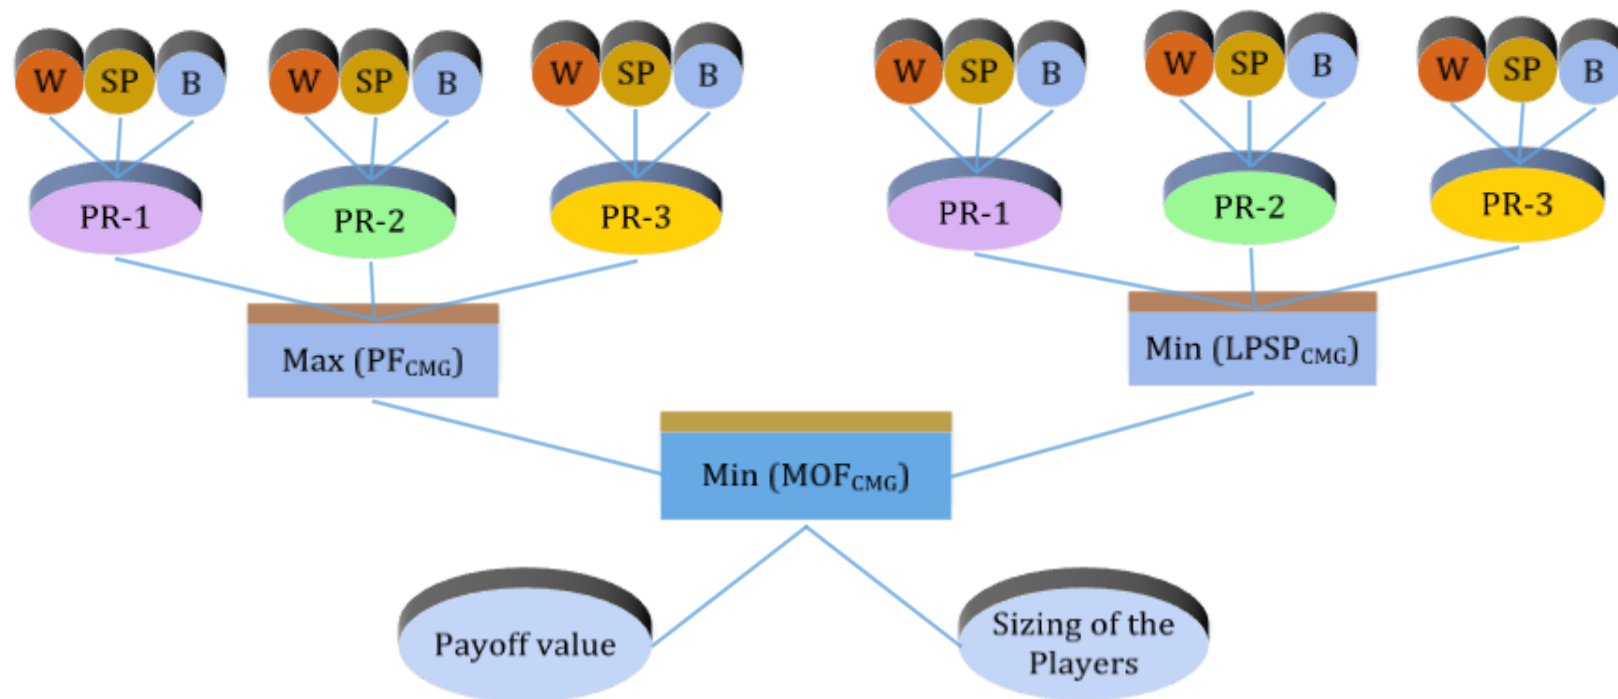 W SP B W SP B W SP B W SP B W SP B W SP B
PR-1 PR-2 PR-3 PR-1 PR-2 PR-3
Max (PFCMG)
Min (LPSPCMG)
Min (MOFCMG)
Payoff value
Sizing of the
Players